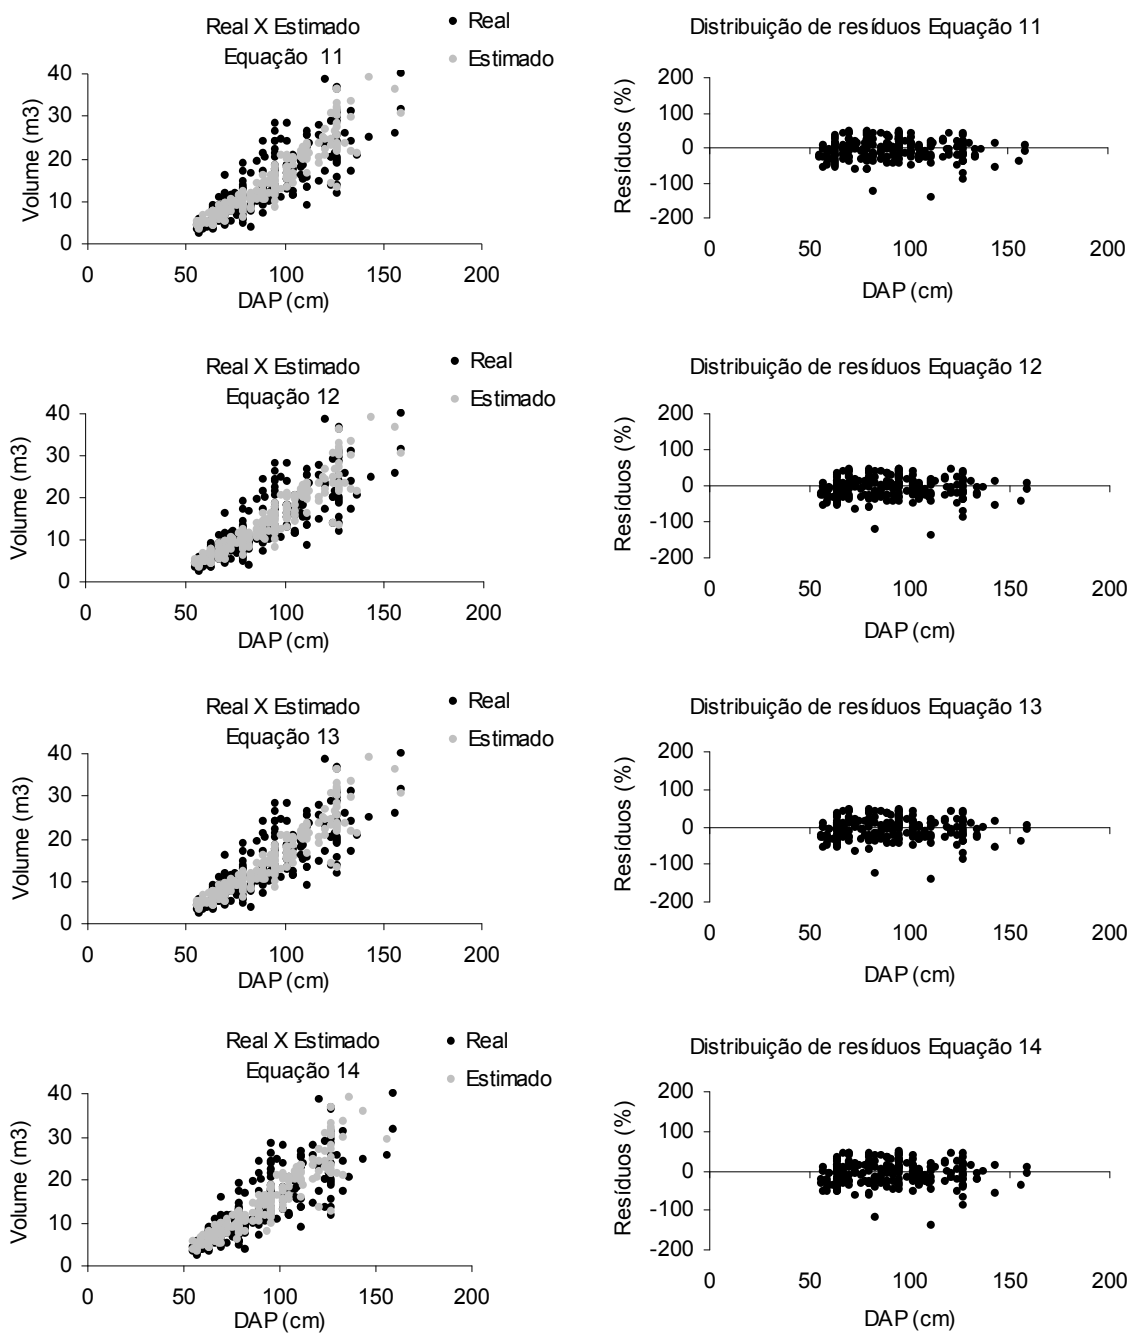 Real X Estimado
Equação 11
Real
Estimado
Volume (m3)
40
30
20
10
0
0 50 100 150 200
DAP (cm)
Distribuição de resíduos Equação 11
Resíduos (%)
200
100
0
-100
-200
0 50 100 150 200
DAP (cm)
Real X Estimado
Equação 12
Real
Estimado
Volume (m3)
40
30
20
10
0
0 50 100 150 200
DAP (cm)
Distribuição de resíduos Equação 12
Resíduos (%)
200
100
0
-100
-200
0 50 100 150 200
DAP (cm)
Real X Estimado
Equação 13
Real
Estimado
Volume (m3)
40
30
20
10
0
0 50 100 150 200
DAP (cm)
Distribuição de resíduos Equação 13
Resíduos (%)
200
100
0
-100
-200
0 50 100 150 200
DAP (cm)
Real X Estimado
Equação 14
Real
Estimado
Volume (m3)
40
30
20
10
0
0 50 100 150 200
DAP (cm)
Distribuição de resíduos Equação 14
Resíduos (%)
200
100
0
-100
-200
0 50 100 150 200
DAP (cm)